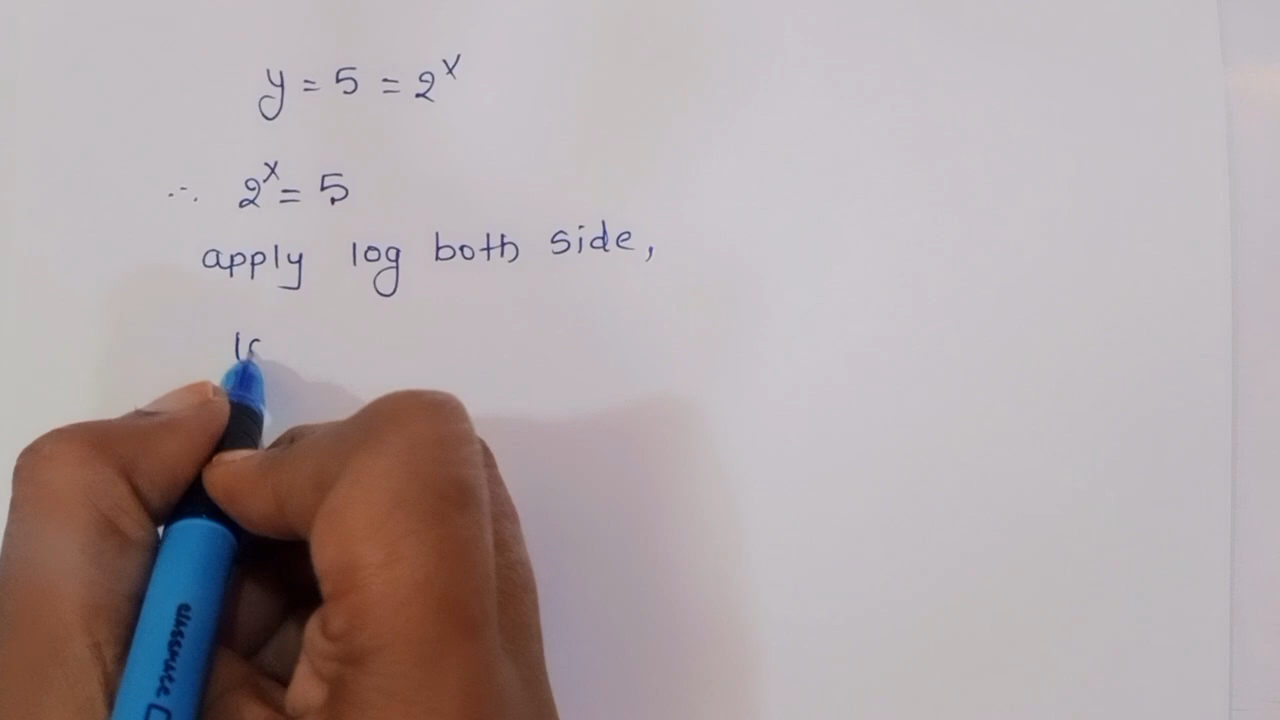 y = 5 = 2^x
∴ 2^x = 5
apply log both side,